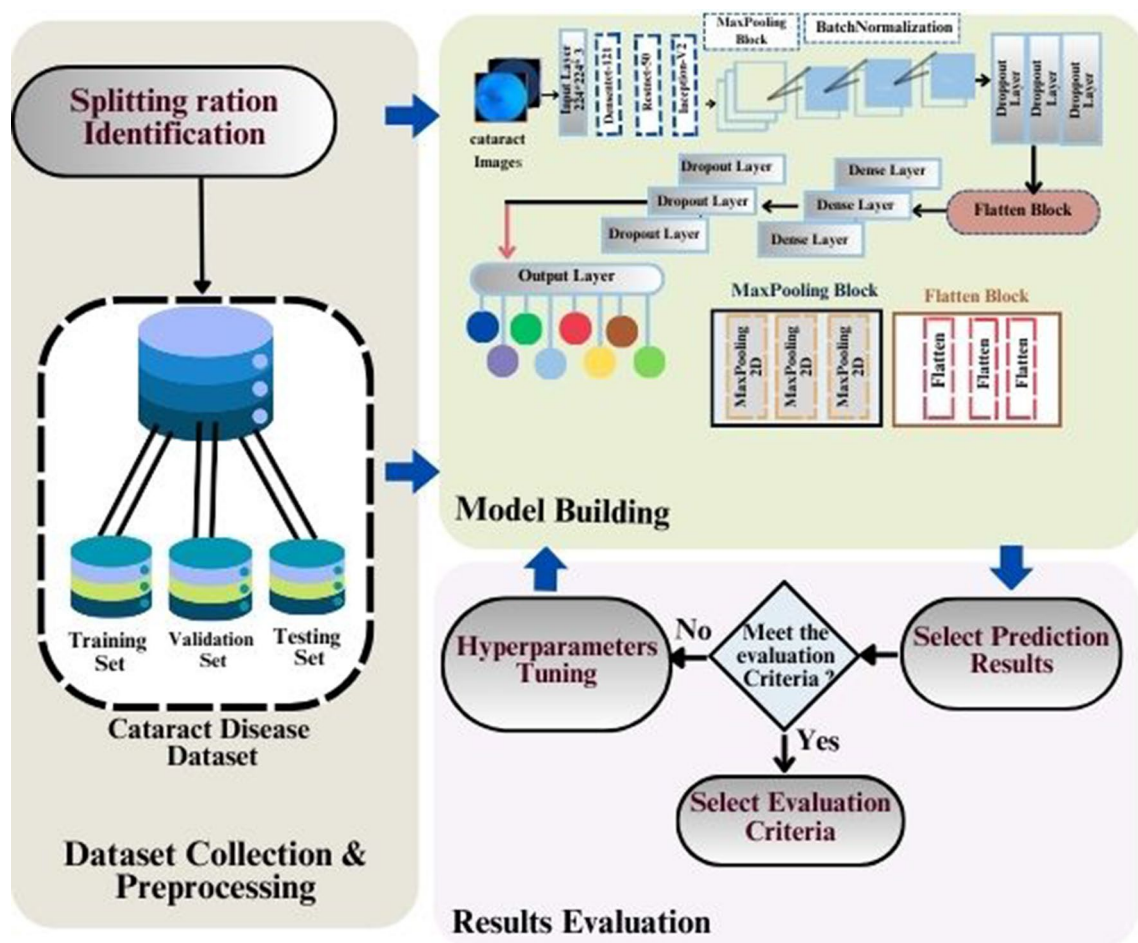 Splitting ration
Identification
Training
Set
Validation
Set
Testing
Set
Cataract Disease
Dataset
Dataset Collection &
Preprocessing
cataract
Images
Input Layer
224*224* 3
Densenet-121
Resnet-50
Inception-V2
MaxPooling
Block
BatchNormalization
Droppout
Layer
Droppout
Layer
Droppout
Layer
Flatten Block
Dense Layer
Dense Layer
Dense Layer
Dropout Layer
Dropout Layer
Dropout Layer
Output Layer
MaxPooling Block
MaxPooling
2D
MaxPooling
2D
MaxPooling
2D
Flatten Block
Flatten
Flatten
Flatten
Model Building
Select Prediction
Results
Meet the
evaluation
Criteria ?
No
Hyperparameters
Tuning
Yes
Select Evaluation
Criteria
Results Evaluation